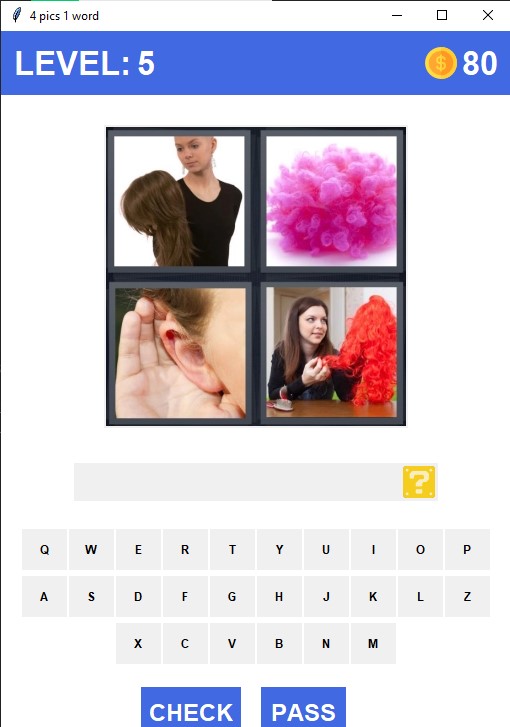 4 pics 1 word
LEVEL: 5
80
?
Q W E R T Y U I O P
A S D F G H J K L Z
X C V B N M
CHECK PASS